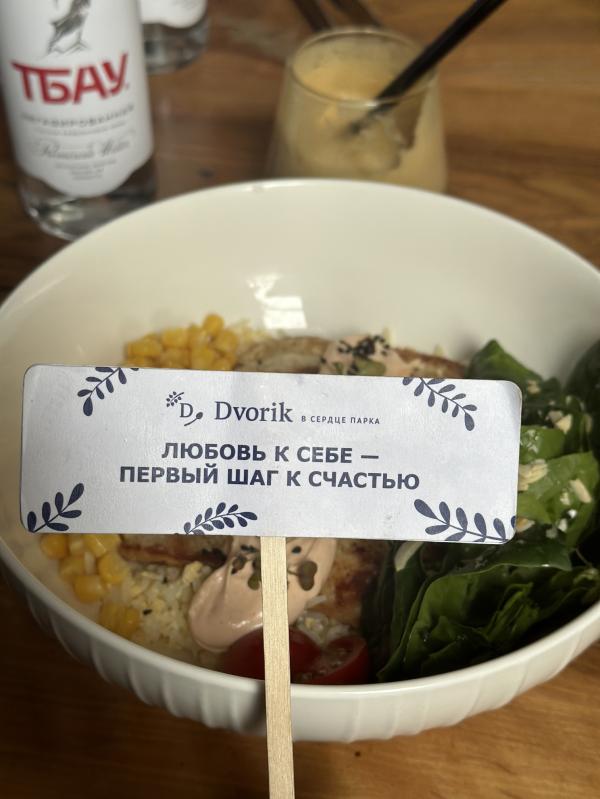 ТБАУ
Dvorik В СЕРДЦЕ ПАРКА
ЛЮБОВЬ К СЕБЕ —
ПЕРВЫЙ ШАГ К СЧАСТЬЮ